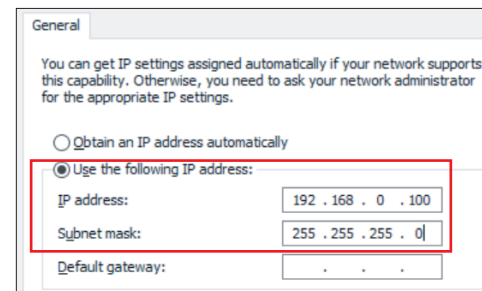 General
You can get IP settings assigned automatically if your network supports
this capability. Otherwise, you need to ask your network administrator
for the appropriate IP settings.
Obtain an IP address automatically
Use the following IP address:
IP address: 192 . 168 . 0 . 100
Subnet mask: 255 . 255 . 255 . 0
Default gateway: . . .